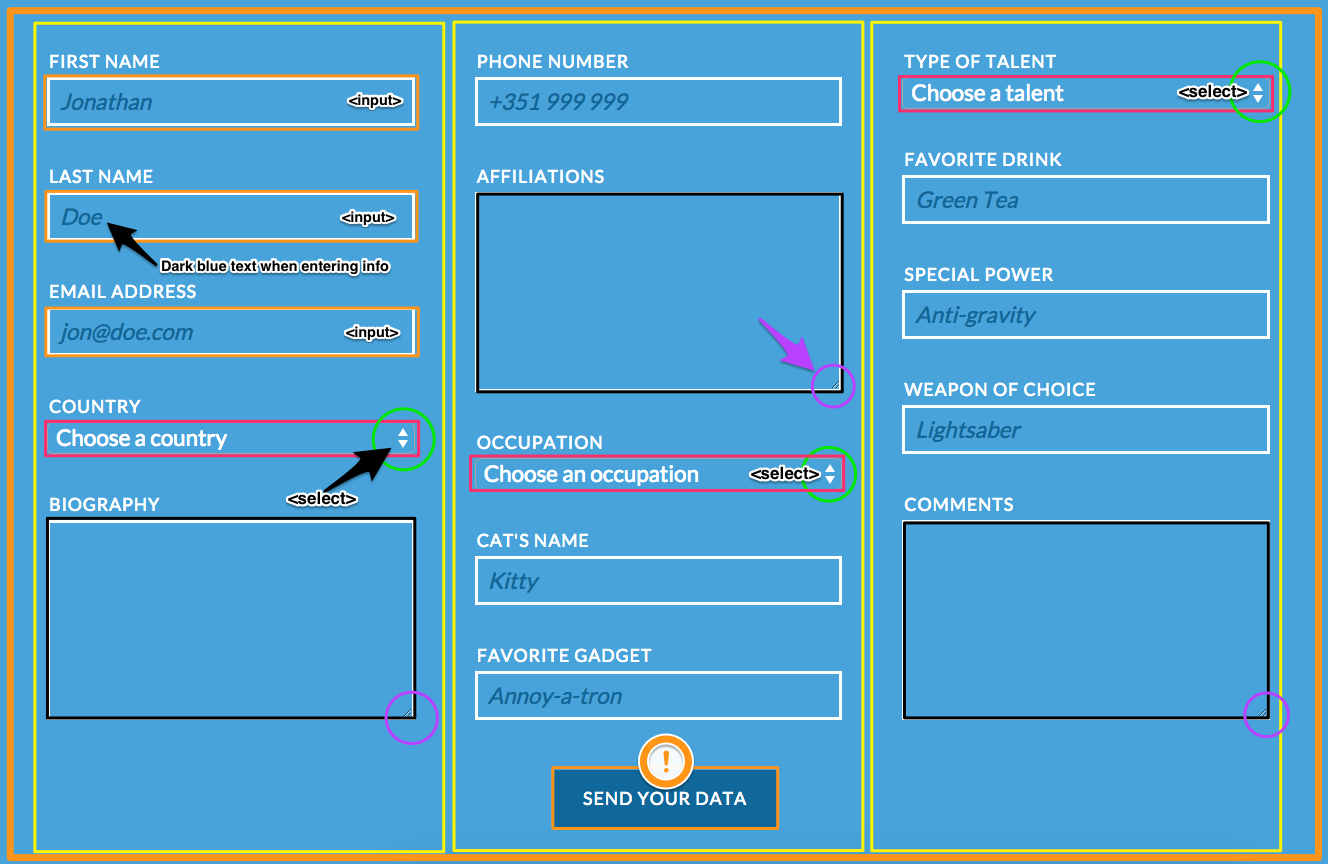 FIRST NAME
Jonathan <input>
LAST NAME
Doe <input>
Dark blue text when entering info
EMAIL ADDRESS
jon@doe.com <input>
COUNTRY
Choose a country
<select>
BIOGRAPHY
PHONE NUMBER
+351 999 999
AFFILIATIONS
OCCUPATION
Choose an occupation <select>
CAT'S NAME
Kitty
FAVORITE GADGET
Annoy-a-tron
!
SEND YOUR DATA
TYPE OF TALENT
Choose a talent <select>
FAVORITE DRINK
Green Tea
SPECIAL POWER
Anti-gravity
WEAPON OF CHOICE
Lightsaber
COMMENTS